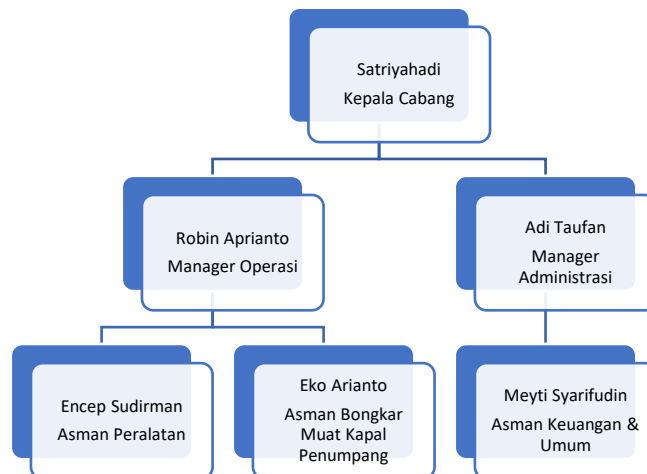 Satriyahadi
Kepala Cabang
Robin Aprianto
Manager Operasi
Adi Taufan
Manager
Administrasi
Encep Sudirman
Asman Peralatan
Eko Arianto
Asman Bongkar
Muat Kapal
Penumpang
Meyti Syarifudin
Asman Keuangan &
Umum